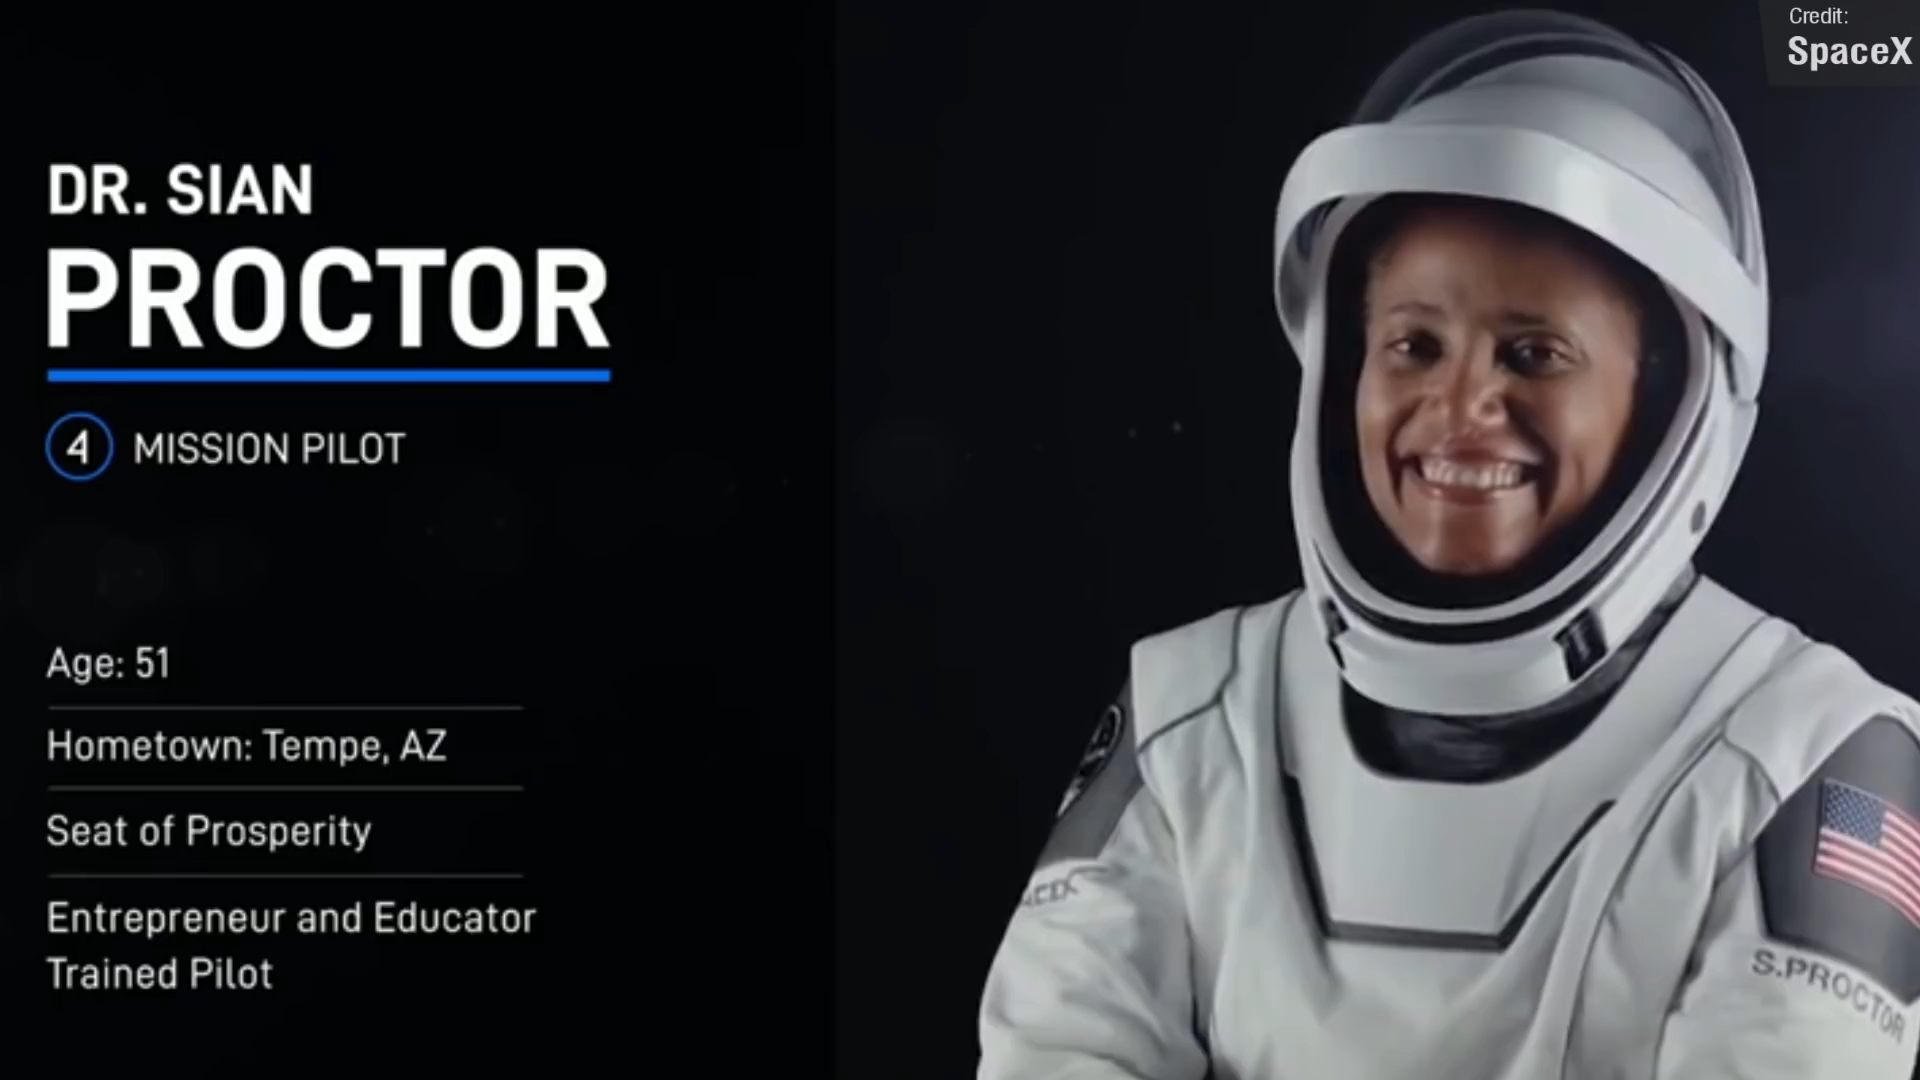 Credit:
SpaceX
DR. SIAN
PROCTOR
4 MISSION PILOT
Age: 51
Hometown: Tempe, AZ
Seat of Prosperity
Entrepreneur and Educator
Trained Pilot
S.PROCTOR